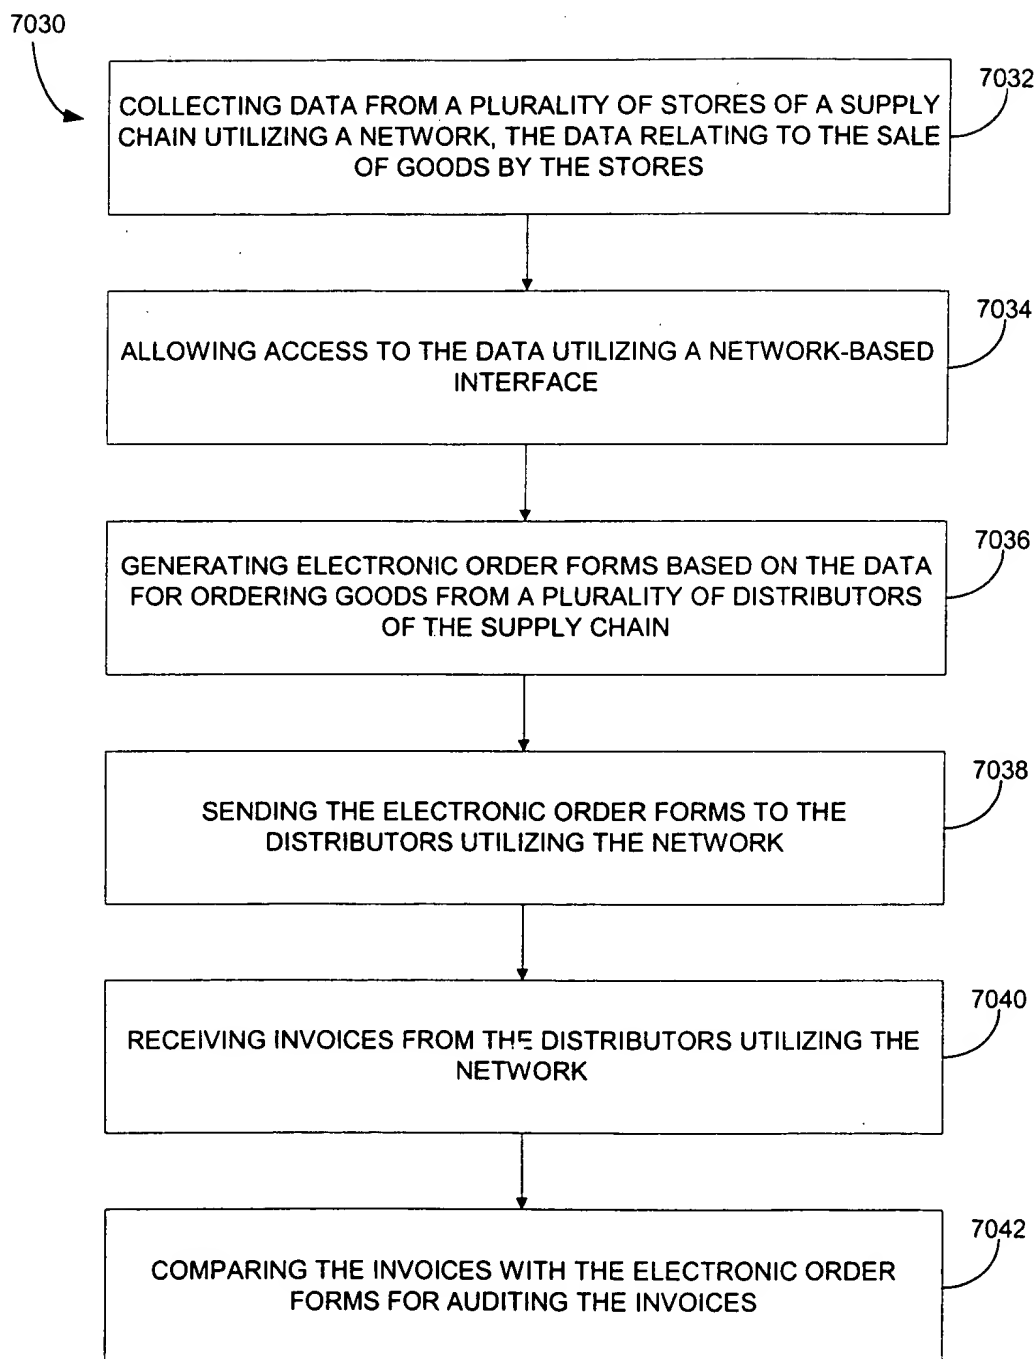 7030
7032
COLLECTING DATA FROM A PLURALITY OF STORES OF A SUPPLY
CHAIN UTILIZING A NETWORK, THE DATA RELATING TO THE SALE
OF GOODS BY THE STORES
7034
ALLOWING ACCESS TO THE DATA UTILIZING A NETWORK-BASED
INTERFACE
7036
GENERATING ELECTRONIC ORDER FORMS BASED ON THE DATA
FOR ORDERING GOODS FROM A PLURALITY OF DISTRIBUTORS
OF THE SUPPLY CHAIN
7038
SENDING THE ELECTRONIC ORDER FORMS TO THE
DISTRIBUTORS UTILIZING THE NETWORK
7040
RECEIVING INVOICES FROM THE DISTRIBUTORS UTILIZING THE
NETWORK
7042
COMPARING THE INVOICES WITH THE ELECTRONIC ORDER
FORMS FOR AUDITING THE INVOICES